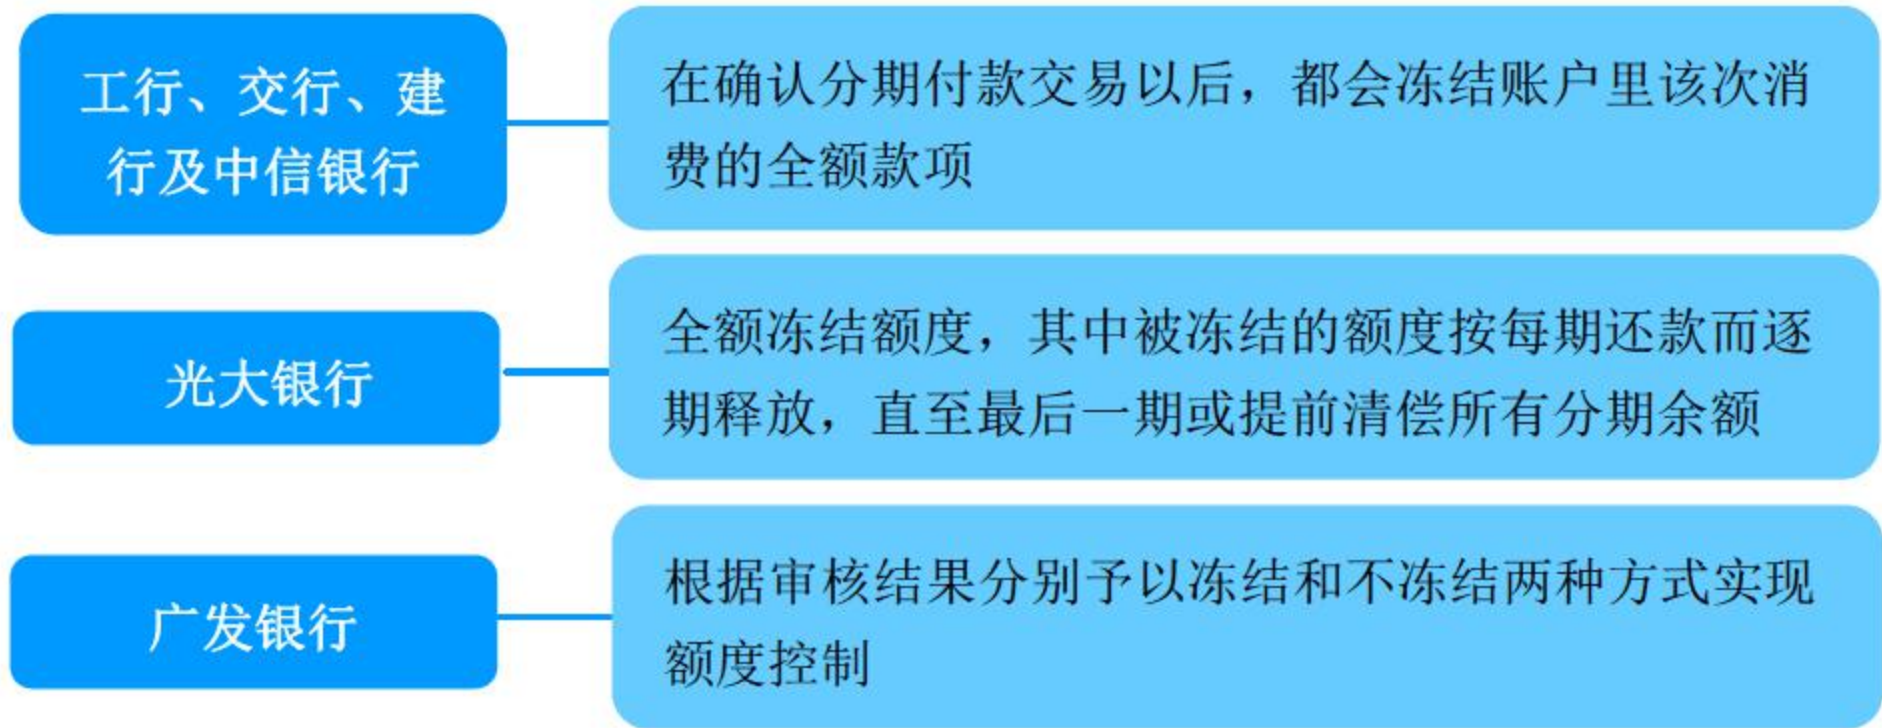 工行、交行、建
行及中信银行
在确认分期付款交易以后，都会冻结账户里该次消
费的全额款项
光大银行
全额冻结额度，其中被冻结的额度按每期还款而逐
期释放，直至最后一期或提前清偿所有分期余额
广发银行
根据审核结果分别予以冻结和不冻结两种方式实现
额度控制